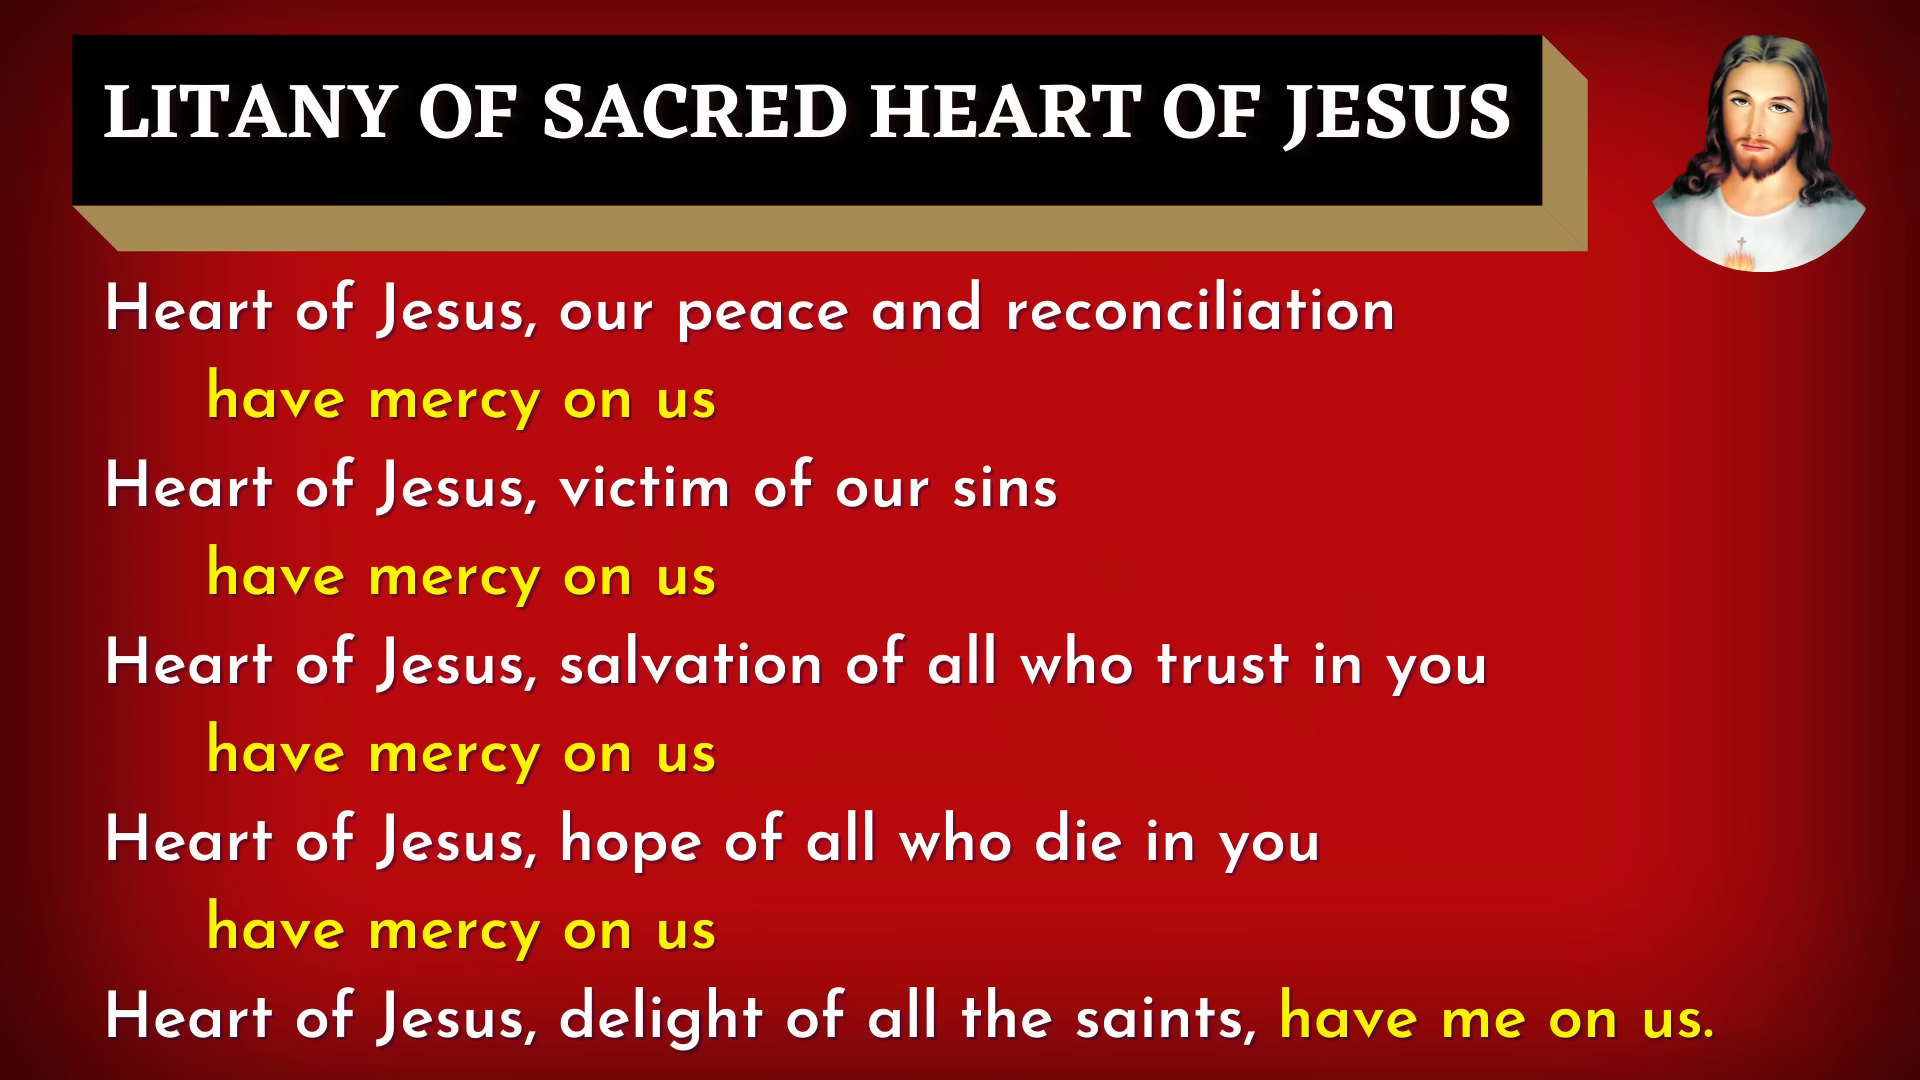 LITANY OF SACRED HEART OF JESUS
Heart of Jesus, our peace and reconciliation
have mercy on us
Heart of Jesus, victim of our sins
have mercy on us
Heart of Jesus, salvation of all who trust in you
have mercy on us
Heart of Jesus, hope of all who die in you
have mercy on us
Heart of Jesus, delight of all the saints, have me on us.